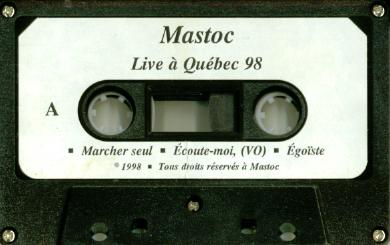 Mastoc
Live à Québec 98
A
▪ Marcher seul ▪ Écoute-moi, (VO) ▪ Égoïste
© 1998 ▪ Tous droits réservés à Mastoc